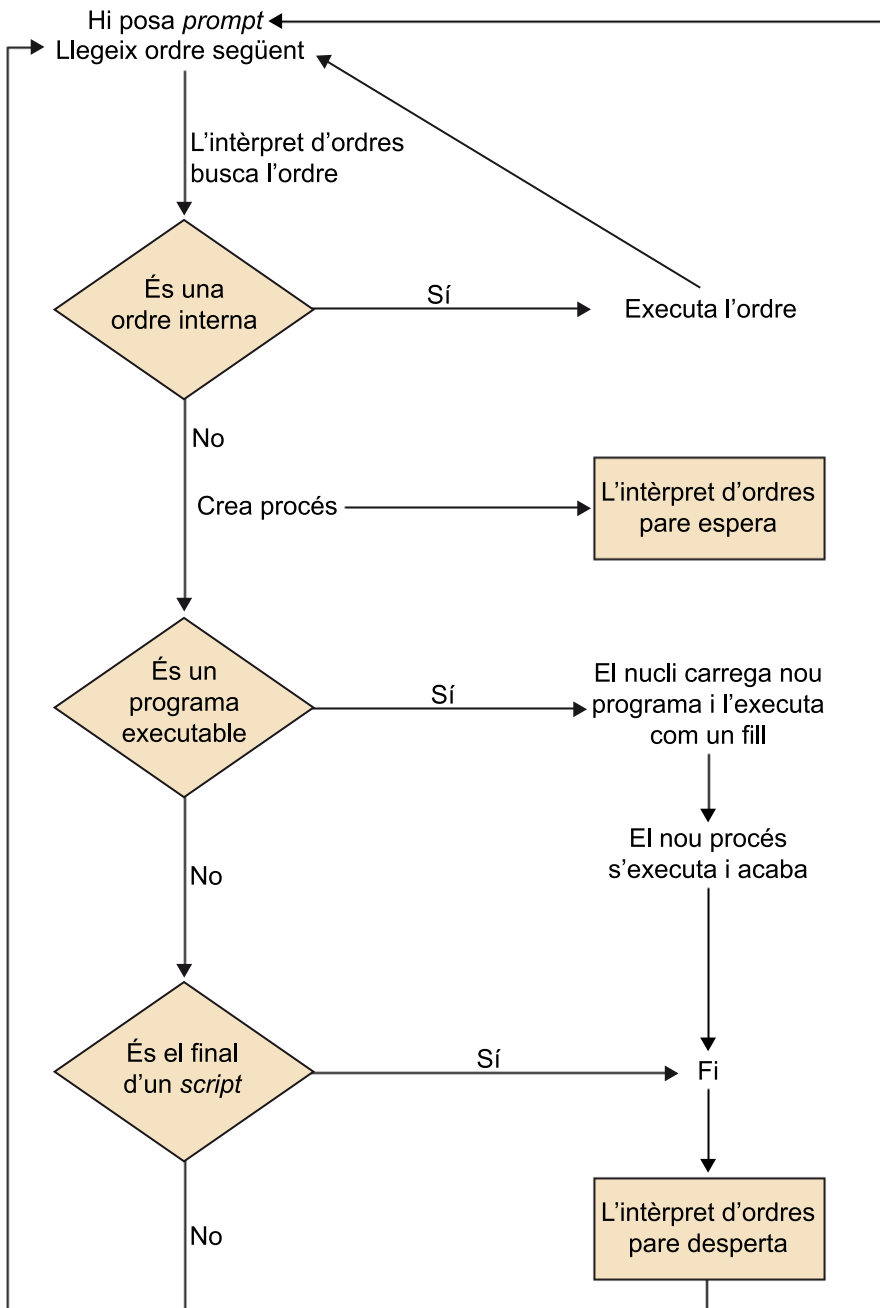 Hi posa prompt
Llegeix ordre següent
L'intèrpret d'ordres
busca l'ordre
És una
ordre interna
Sí
Executa l'ordre
No
Crea procés
L'intèrpret d'ordres
pare espera
És un
programa
executable
Sí
El nucli carrega nou
programa i l'executa
com un fill
El nou procés
s'executa i acaba
No
És el final
d'un script
Sí
Fi
No
L'intèrpret d'ordres
pare desperta